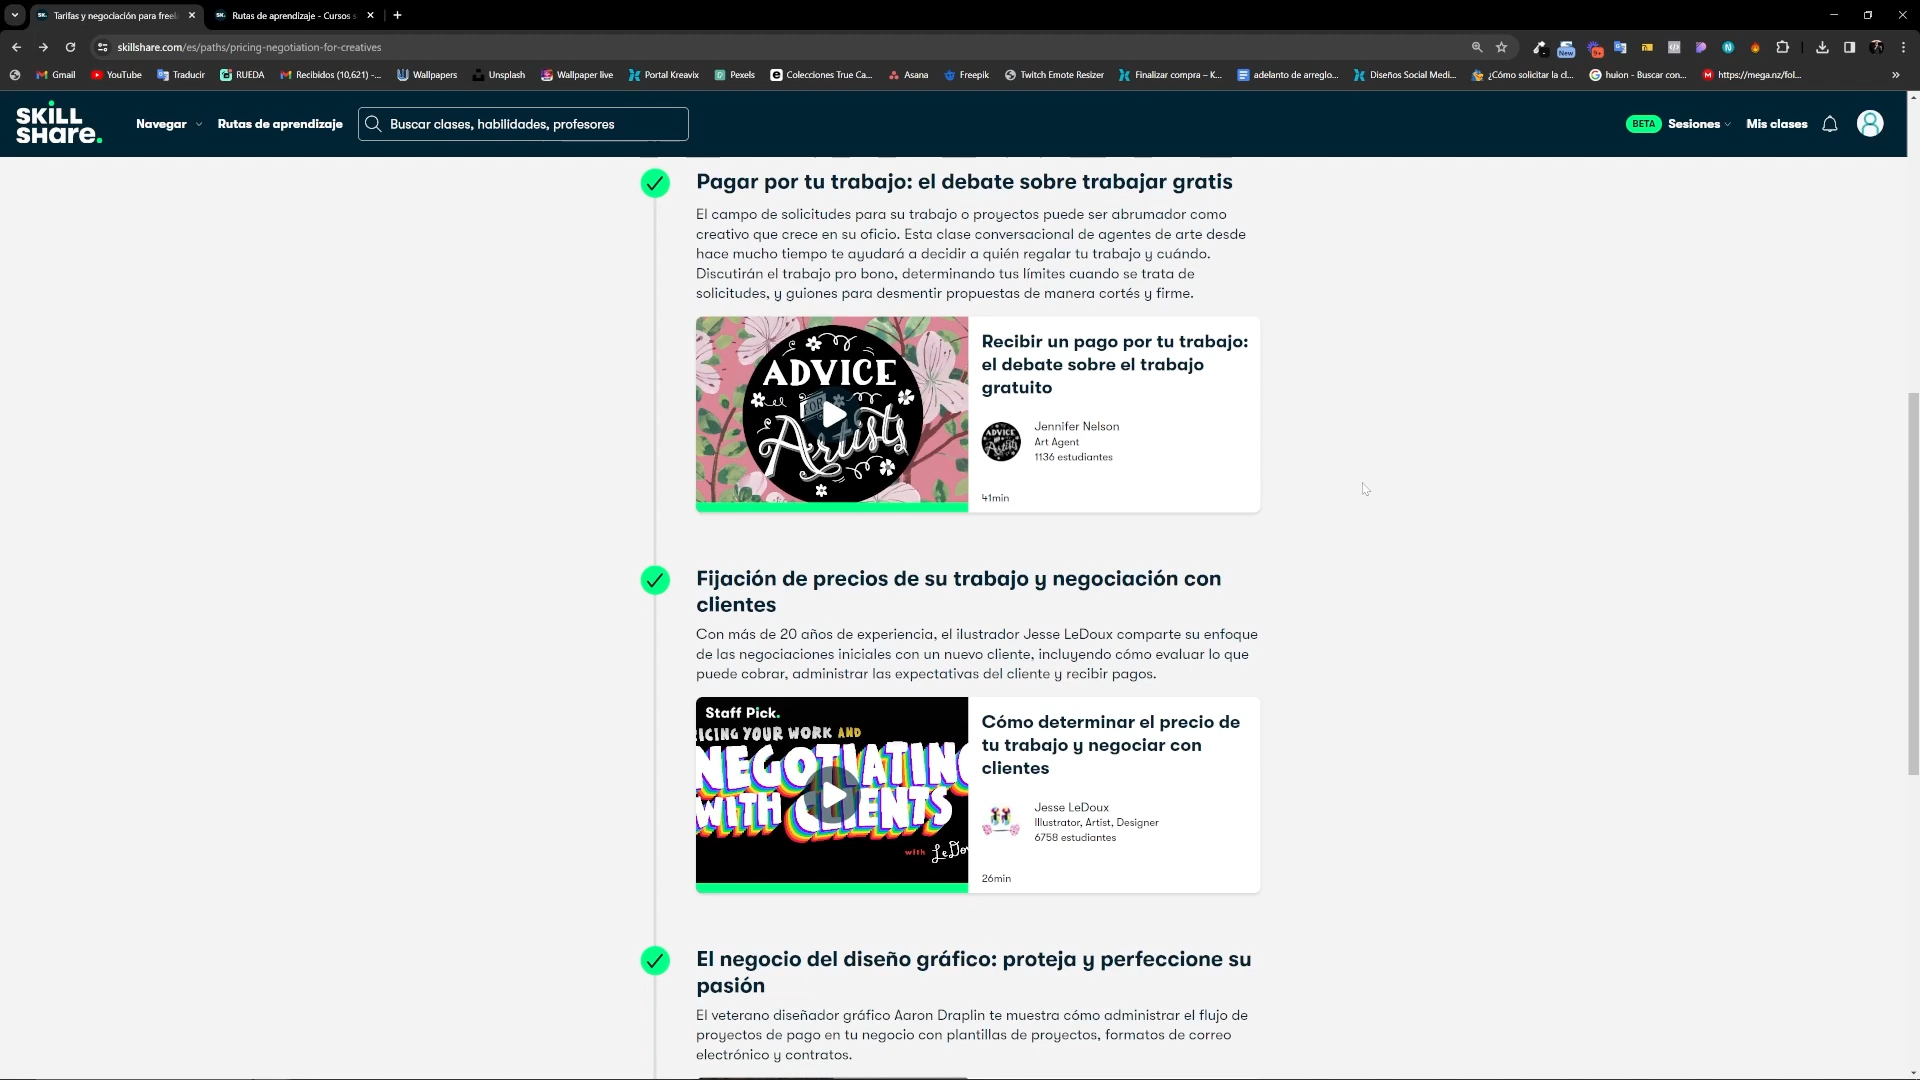 Tarifas y negociación para freel
Rutas de aprendizaje - Cursos s
skillshare.com/es/paths/pricing-negotiation-for-creatives
New
9+
Gmail
YouTube
Traducir
RUEDA
Recibidos (10,621) -...
Wallpapers
Unsplash
Wallpaper live
Portal Kreavix
Pexels
Colecciones True Ca...
Asana
Freepik
Twitch Emote Resizer
Finalizar compra – K...
adelanto de arreglo...
Diseños Social Medi...
¿Cómo solicitar la cl...
huion - Buscar con...
https://mega.nz/fol...
SKILL
SHARE.
Navegar
Rutas de aprendizaje
Buscar clases, habilidades, profesores
BETA
Sesiones
Mis clases
Pagar por tu trabajo: el debate sobre trabajar gratis
El campo de solicitudes para su trabajo o proyectos puede ser abrumador como
creativo que crece en su oficio. Esta clase conversacional de agentes de arte desde
hace mucho tiempo te ayudará a decidir a quién regalar tu trabajo y cuándo.
Discutirán el trabajo pro bono, determinando tus límites cuando se trata de
solicitudes, y guiones para desmentir propuestas de manera cortés y firme.
ADVICE
FOR
Artists
Recibir un pago por tu trabajo:
el debate sobre el trabajo
gratuito
ADVICE
Artists
Jennifer Nelson
Art Agent
1136 estudiantes
41min
Fijación de precios de su trabajo y negociación con
clientes
Con más de 20 años de experiencia, el ilustrador Jesse LeDoux comparte su enfoque
de las negociaciones iniciales con un nuevo cliente, incluyendo cómo evaluar lo que
puede cobrar, administrar las expectativas del cliente y recibir pagos.
Staff Pick.
ICING YOUR WORK AND
NEGOTIATING
WITH CLIENTS
with LeDo
Cómo determinar el precio de
tu trabajo y negociar con
clientes
Jesse LeDoux
Illustrator, Artist, Designer
6758 estudiantes
26min
El negocio del diseño gráfico: proteja y perfeccione su
pasión
El veterano diseñador gráfico Aaron Draplin te muestra cómo administrar el flujo de
proyectos de pago en tu negocio con plantillas de proyectos, formatos de correo
electrónico y contratos.